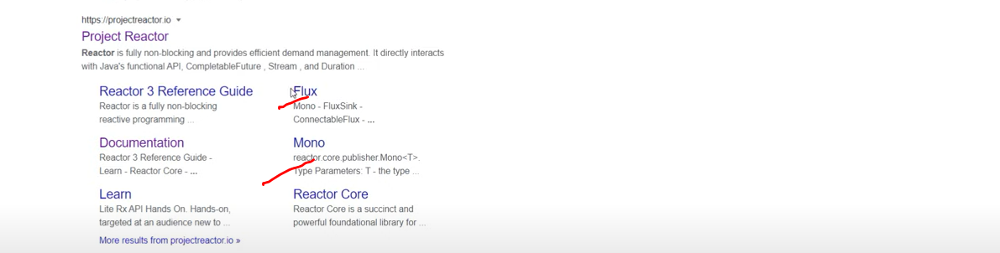 https://projectreactor.io
Project Reactor
Reactor is fully non-blocking and provides efficient demand management. It directly interacts
with Java's functional API, CompletableFuture , Stream , and Duration ...
Reactor 3 Reference Guide
Reactor is a fully non-blocking
reactive programming ...
Flux
Mono - FluxSink -
ConnectableFlux - ...
Documentation
Reactor 3 Reference Guide -
Learn - Reactor Core - ...
Mono
reactor.core.publisher.Mono<T>.
Type Parameters: T - the type ...
Learn
Lite Rx API Hands On. Hands-on,
targeted at an audience new to ...
Reactor Core
Reactor Core is a succinct and
powerful foundational library for ...
More results from projectreactor.io »